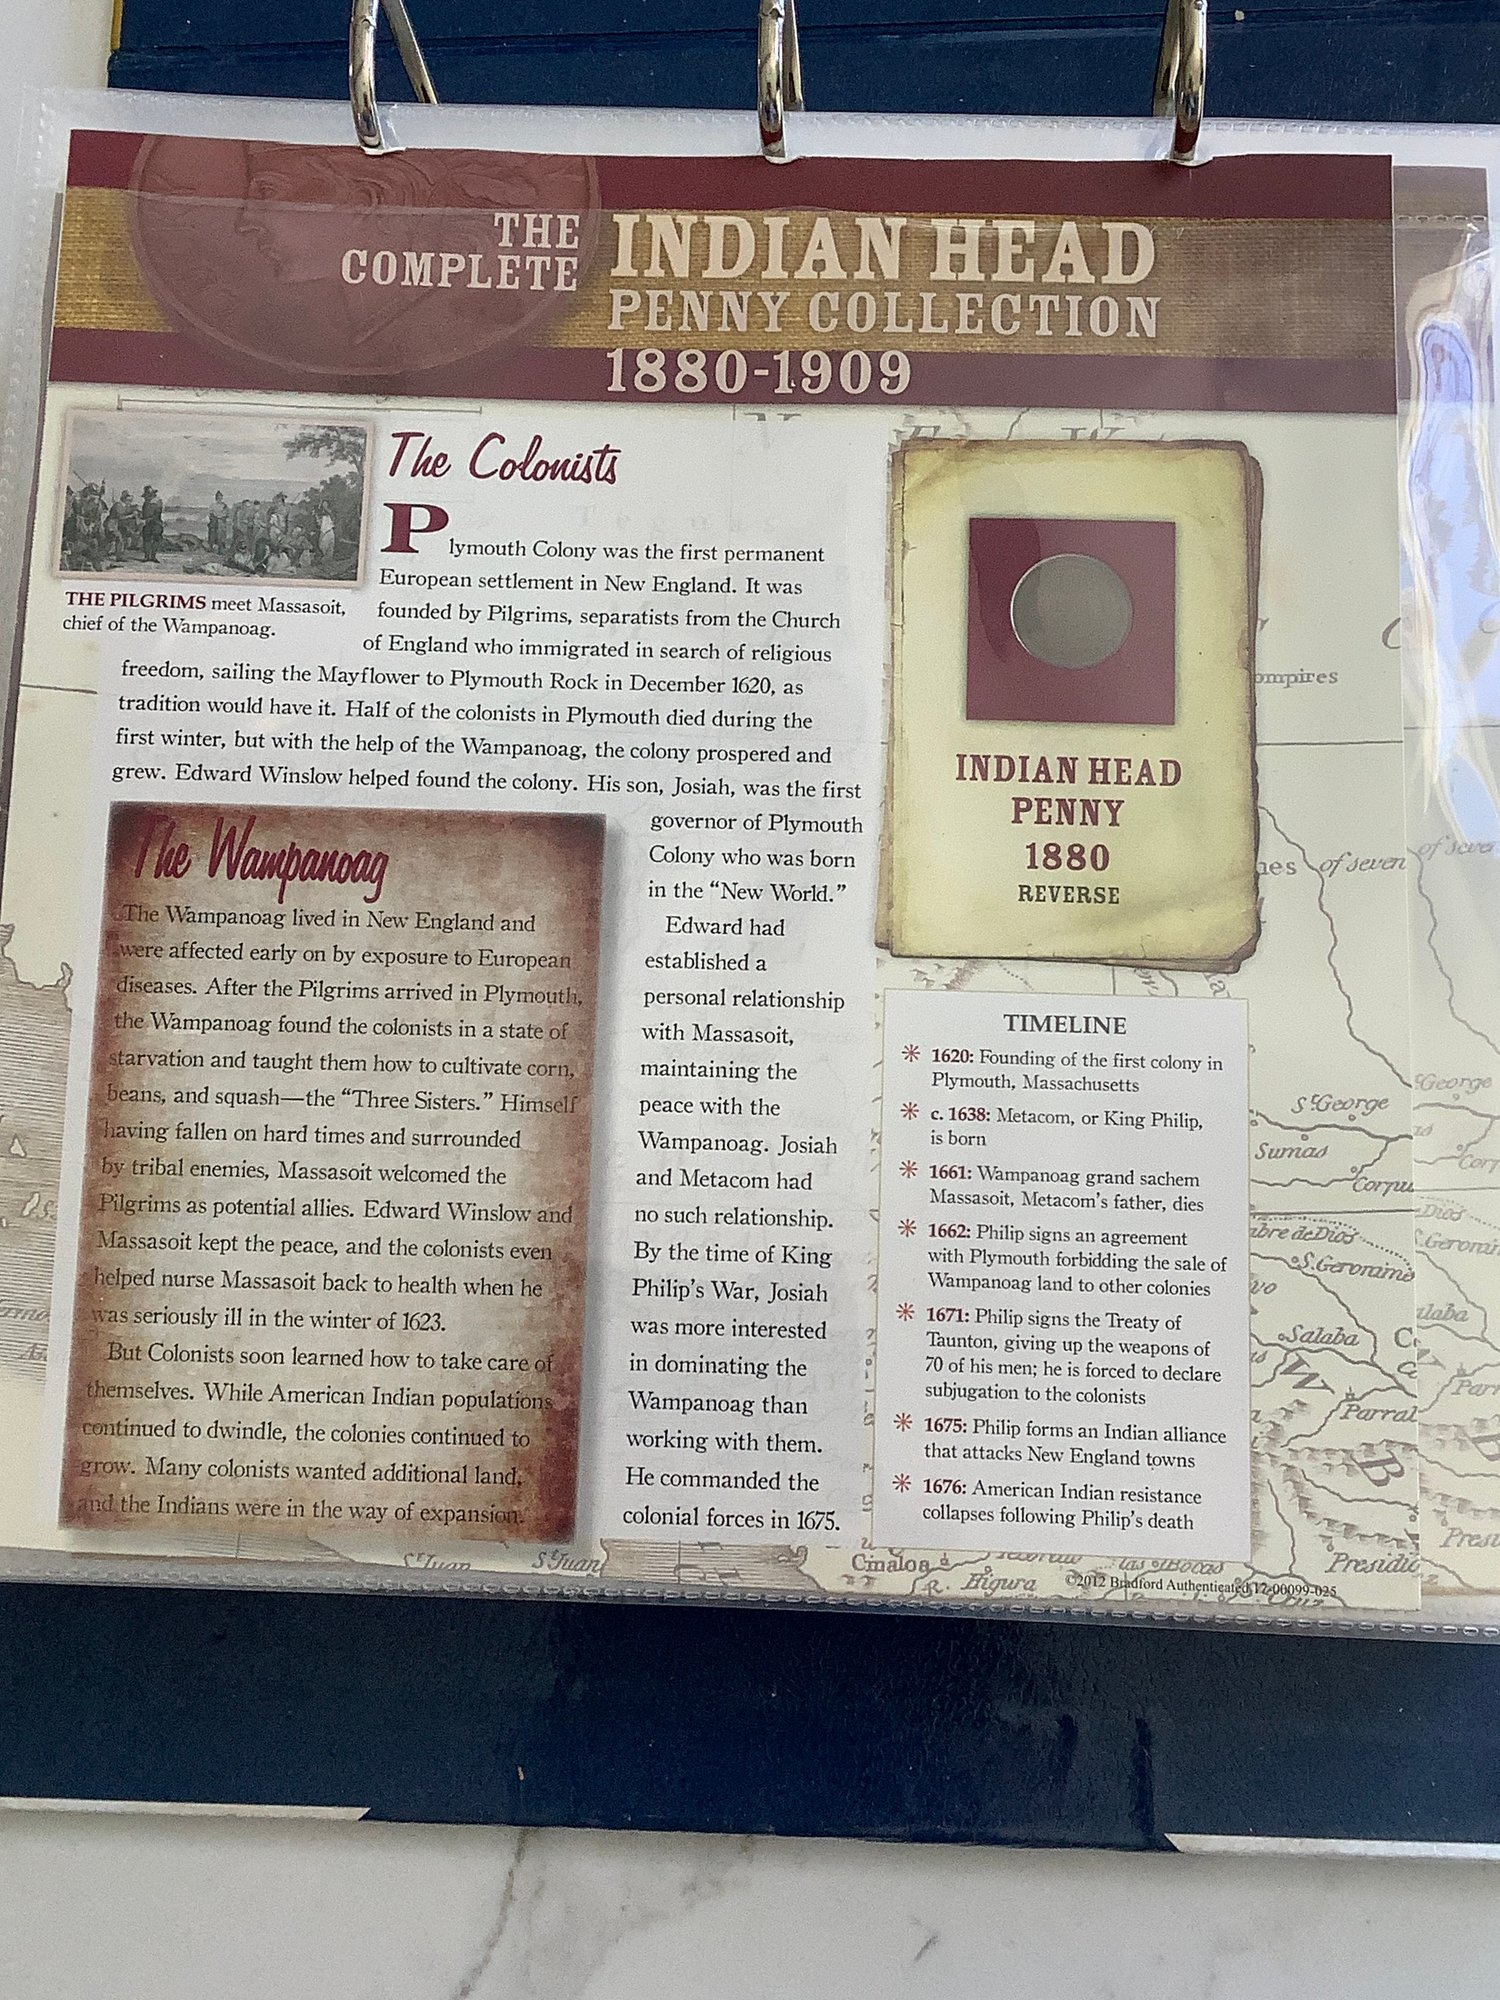 THE COMPLETE
INDIAN HEAD
PENNY COLLECTION
1880-1909
THE PILGRIMS meet Massasoit,
chief of the Wampanoag.
The Colonists
Plymouth Colony was the first permanent
European settlement in New England. It was
founded by Pilgrims, separatists from the Church
of England who immigrated in search of religious
freedom, sailing the Mayflower to Plymouth Rock in December 1620, as
tradition would have it. Half of the colonists in Plymouth died during the
first winter, but with the help of the Wampanoag, the colony prospered and
grew. Edward Winslow helped found the colony. His son, Josiah, was the first
governor of Plymouth
Colony who was born
in the “New World.”
Edward had
established a
personal relationship
with Massasoit,
maintaining the
peace with the
Wampanoag. Josiah
and Metacom had
no such relationship.
By the time of King
Philip’s War, Josiah
was more interested
in dominating the
Wampanoag than
working with them.
He commanded the
colonial forces in 1675.
The Wampanoag
The Wampanoag lived in New England and
were affected early on by exposure to European
diseases. After the Pilgrims arrived in Plymouth,
the Wampanoag found the colonists in a state of
starvation and taught them how to cultivate corn,
beans, and squash—the “Three Sisters.” Himself
having fallen on hard times and surrounded
by tribal enemies, Massasoit welcomed the
Pilgrims as potential allies. Edward Winslow and
Massasoit kept the peace, and the colonists even
helped nurse Massasoit back to health when he
was seriously ill in the winter of 1623.
But Colonists soon learned how to take care of
themselves. While American Indian populations
continued to dwindle, the colonies continued to
grow. Many colonists wanted additional land,
and the Indians were in the way of expansion.
INDIAN HEAD
PENNY
1880
REVERSE
TIMELINE
1620: Founding of the first colony in
Plymouth, Massachusetts
c. 1638: Metacom, or King Philip,
is born
1661: Wampanoag grand sachem
Massasoit, Metacom’s father, dies
1662: Philip signs an agreement
with Plymouth forbidding the sale of
Wampanoag land to other colonies
1671: Philip signs the Treaty of
Taunton, giving up the weapons of
70 of his men; he is forced to declare
subjugation to the colonists
1675: Philip forms an Indian alliance
that attacks New England towns
1676: American Indian resistance
collapses following Philip’s death
of seven
St George
Sumas
S. Geronimo
Salaba
Parral
Presidio
St Juan
Cinaloa
R. Higura
©2012 Bradford Authenticated 17-00099-025